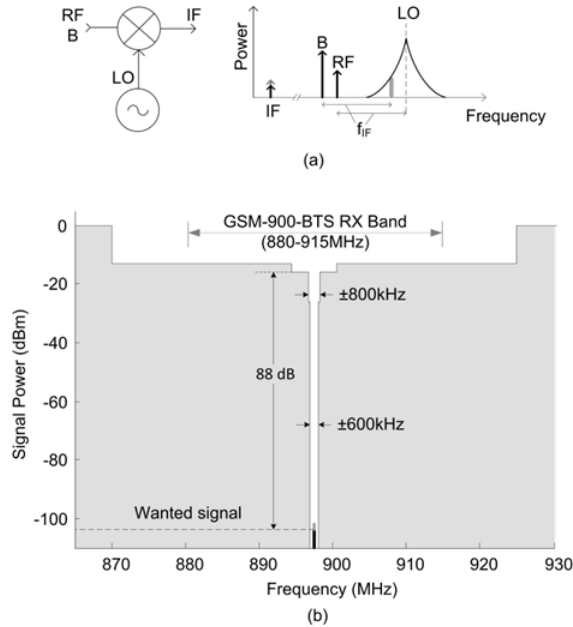 RF
B
IF
LO
Power
B
RF
LO
IF
fIF
Frequency
(a)
GSM-900-BTS RX Band
(880-915MHz)
Signal Power (dBm)
0
-20
-40
-60
-80
-100
±800kHz
88 dB
±600kHz
Wanted signal
870 880 890 900 910 920 930
Frequency (MHz)
(b)